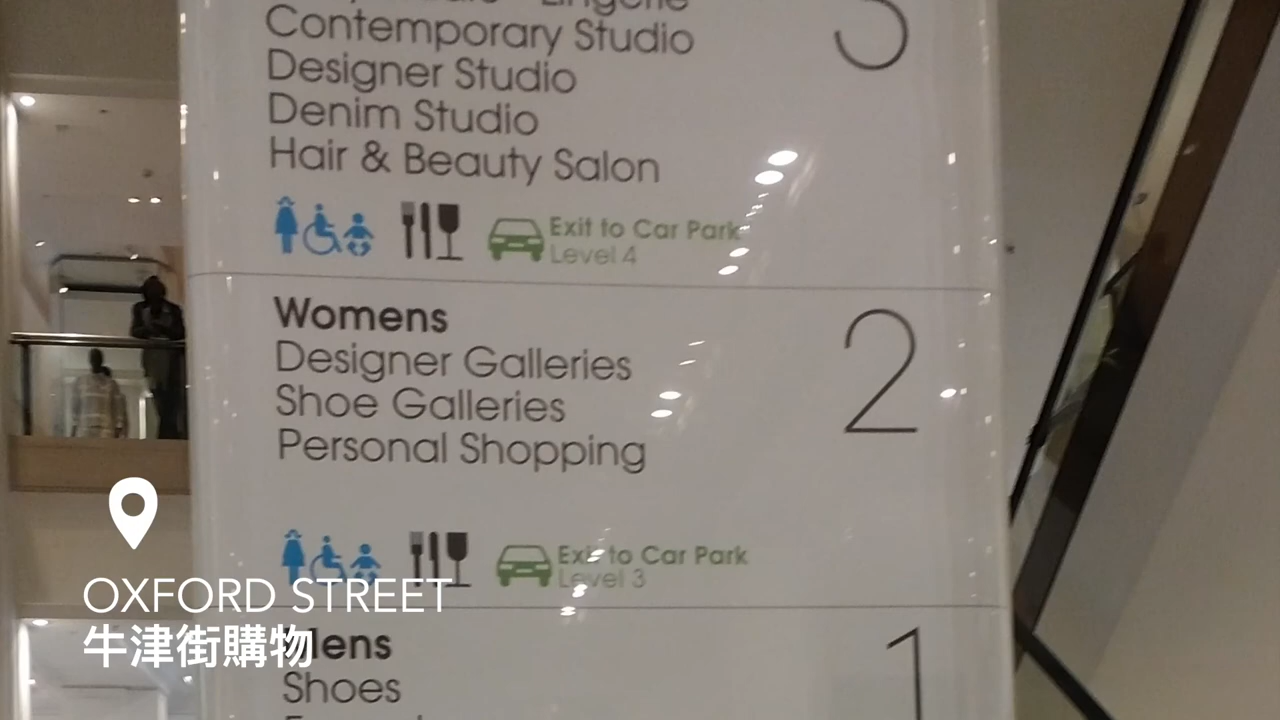 Lingerie
Contemporary Studio
Designer Studio
Denim Studio
Hair & Beauty Salon
3
Exit to Car Park
Level 4
Womens
Designer Galleries
Shoe Galleries
Personal Shopping
2
Exit to Car Park
Level 3
Mens
Shoes
1
OXFORD STREET
牛津街購物